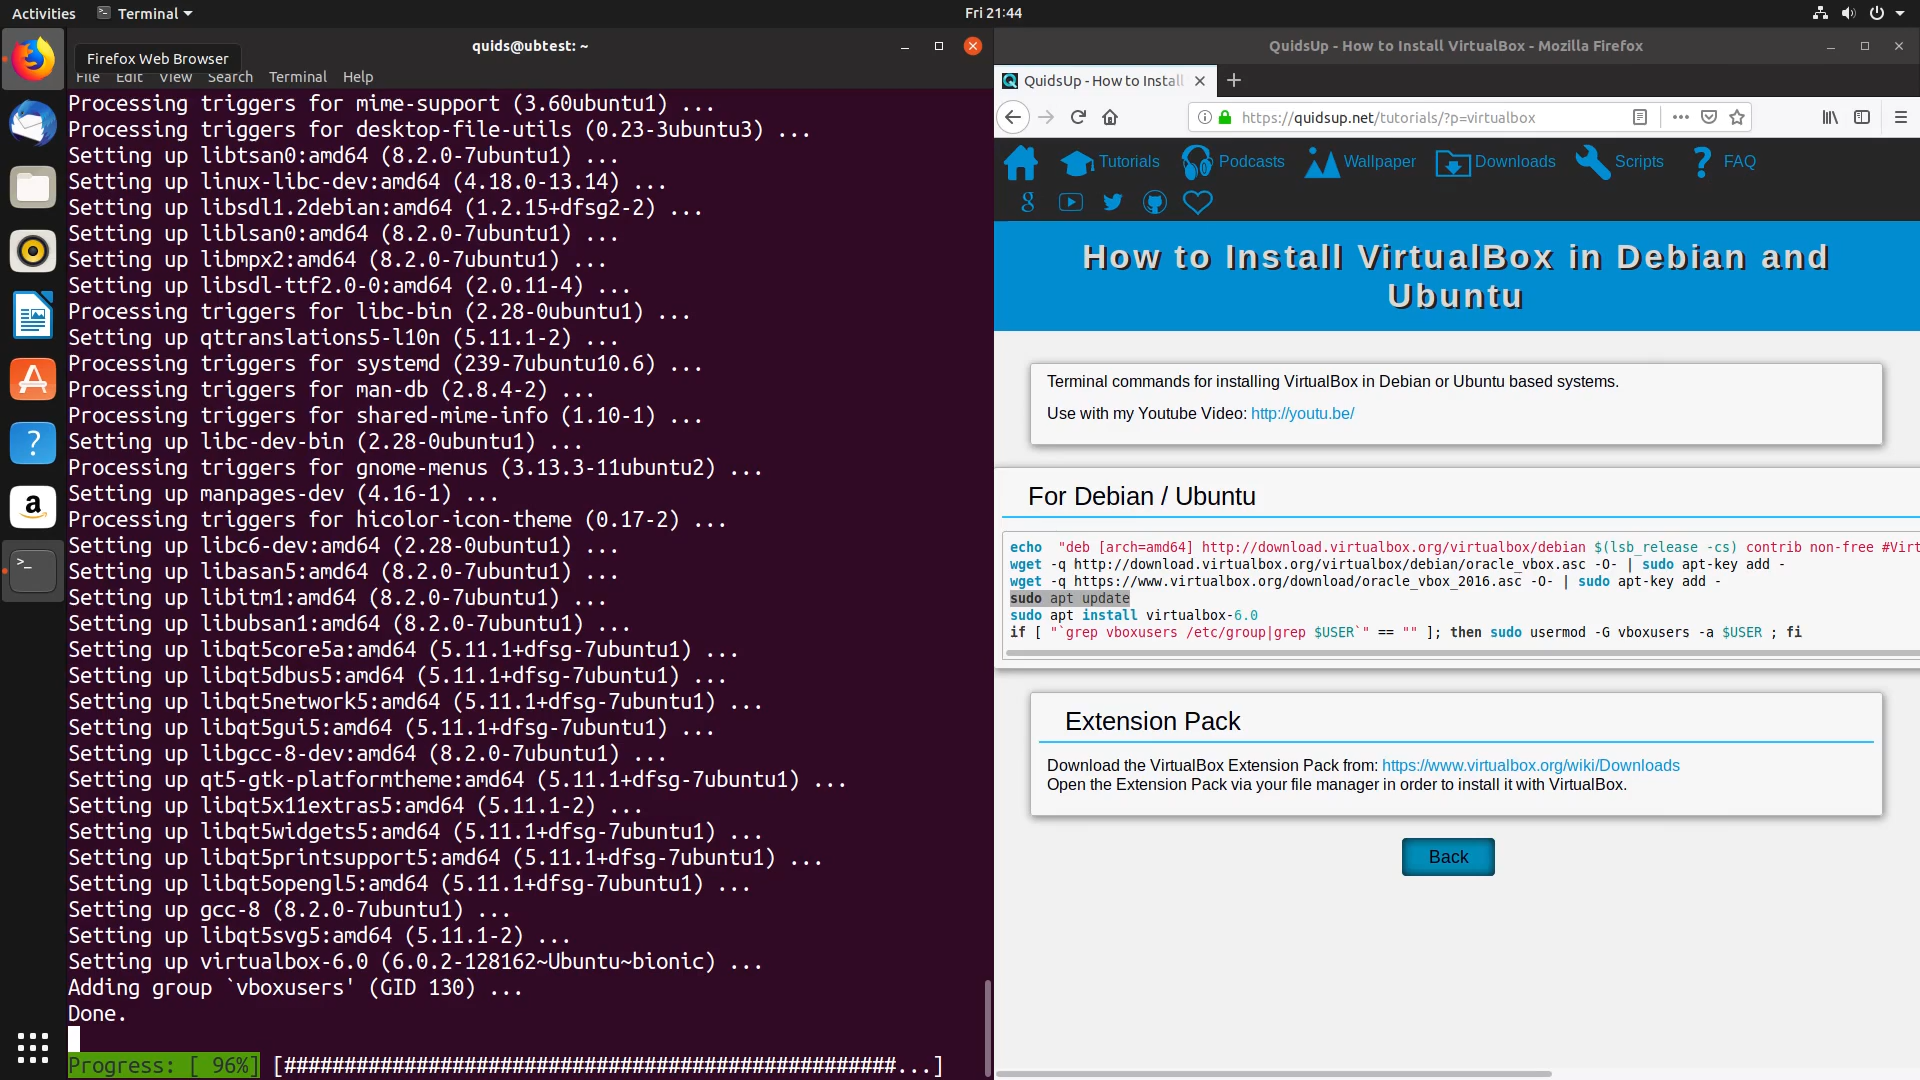 Activities
Terminal
Fri 21:44
Firefox Web Browser
quids@ubtest: ~
File Edit View Search Terminal Help
Processing triggers for mime-support (3.60ubuntu1) ...
Processing triggers for desktop-file-utils (0.23-3ubuntu3) ...
Setting up libtsan0:amd64 (8.2.0-7ubuntu1) ...
Setting up linux-libc-dev:amd64 (4.18.0-13.14) ...
Setting up libsdl1.2debian:amd64 (1.2.15+dfsg2-2) ...
Setting up liblsan0:amd64 (8.2.0-7ubuntu1) ...
Setting up libmpx2:amd64 (8.2.0-7ubuntu1) ...
Setting up libsdl-ttf2.0-0:amd64 (2.0.11-4) ...
Processing triggers for libc-bin (2.28-0ubuntu1) ...
Setting up qttranslations5-l10n (5.11.1-2) ...
Processing triggers for systemd (239-7ubuntu10.6) ...
Processing triggers for man-db (2.8.4-2) ...
Processing triggers for shared-mime-info (1.10-1) ...
Setting up libc-dev-bin (2.28-0ubuntu1) ...
Processing triggers for gnome-menus (3.13.3-11ubuntu2) ...
Setting up manpages-dev (4.16-1) ...
Processing triggers for hicolor-icon-theme (0.17-2) ...
Setting up libc6-dev:amd64 (2.28-0ubuntu1) ...
Setting up libasan5:amd64 (8.2.0-7ubuntu1) ...
Setting up libitm1:amd64 (8.2.0-7ubuntu1) ...
Setting up libubsan1:amd64 (8.2.0-7ubuntu1) ...
Setting up libqt5core5a:amd64 (5.11.1+dfsg-7ubuntu1) ...
Setting up libqt5dbus5:amd64 (5.11.1+dfsg-7ubuntu1) ...
Setting up libqt5network5:amd64 (5.11.1+dfsg-7ubuntu1) ...
Setting up libqt5gui5:amd64 (5.11.1+dfsg-7ubuntu1) ...
Setting up libgcc-8-dev:amd64 (8.2.0-7ubuntu1) ...
Setting up qt5-gtk-platformtheme:amd64 (5.11.1+dfsg-7ubuntu1) ...
Setting up libqt5x11extras5:amd64 (5.11.1-2) ...
Setting up libqt5widgets5:amd64 (5.11.1+dfsg-7ubuntu1) ...
Setting up libqt5printsupport5:amd64 (5.11.1+dfsg-7ubuntu1) ...
Setting up libqt5opengl5:amd64 (5.11.1+dfsg-7ubuntu1) ...
Setting up gcc-8 (8.2.0-7ubuntu1) ...
Setting up libqt5svg5:amd64 (5.11.1-2) ...
Setting up virtualbox-6.0 (6.0.2-128162~Ubuntu~bionic) ...
Adding group `vboxusers' (GID 130) ...
Done.
Progress: [ 96%] [###################################################...]
QuidsUp - How to Install VirtualBox - Mozilla Firefox
QuidsUp - How to Install
https://quidsup.net/tutorials/?p=virtualbox
Tutorials Podcasts Wallpaper Downloads Scripts FAQ
How to Install VirtualBox in Debian and
Ubuntu
Terminal commands for installing VirtualBox in Debian or Ubuntu based systems.
Use with my Youtube Video: http://youtu.be/
For Debian / Ubuntu
echo "deb [arch=amd64] http://download.virtualbox.org/virtualbox/debian $(lsb_release -cs) contrib non-free #Virt
wget -q http://download.virtualbox.org/virtualbox/debian/oracle_vbox.asc -O- | sudo apt-key add -
wget -q https://www.virtualbox.org/download/oracle_vbox_2016.asc -O- | sudo apt-key add -
sudo apt update
sudo apt install virtualbox-6.0
if [ "`grep vboxusers /etc/group|grep $USER`" == "" ]; then sudo usermod -G vboxusers -a $USER ; fi
Extension Pack
Download the VirtualBox Extension Pack from: https://www.virtualbox.org/wiki/Downloads
Open the Extension Pack via your file manager in order to install it with VirtualBox.
Back